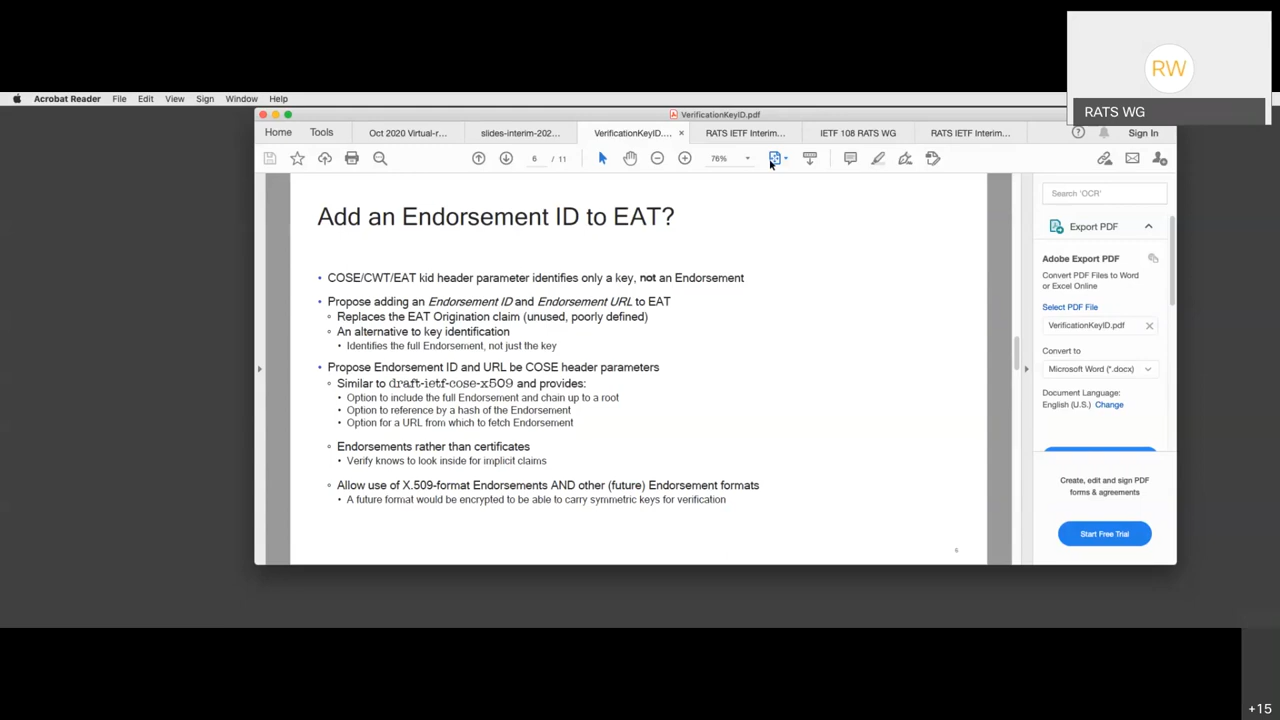 RW
RATS WG
Acrobat Reader File Edit View Sign Window Help
VerificationKeyID.pdf
Home Tools Oct 2020 Virtual-r... slides-interim-202... VerificationKeyID.... × RATS IETF Interim... IETF 108 RATS WG RATS IETF Interim... Sign In
6 / 11 76%
Add an Endorsement ID to EAT?
• COSE/CWT/EAT kid header parameter identifies only a key, not an Endorsement
• Propose adding an Endorsement ID and Endorsement URL to EAT
◦ Replaces the EAT Origination claim (unused, poorly defined)
◦ An alternative to key identification
• Identifies the full Endorsement, not just the key
• Propose Endorsement ID and URL be COSE header parameters
◦ Similar to draft-ietf-cose-x509 and provides:
• Option to include the full Endorsement and chain up to a root
• Option to reference by a hash of the Endorsement
• Option for a URL from which to fetch Endorsement
◦ Endorsements rather than certificates
• Verify knows to look inside for implicit claims
◦ Allow use of X.509-format Endorsements AND other (future) Endorsement formats
• A future format would be encrypted to be able to carry symmetric keys for verification
6
Search 'OCR'
Export PDF
Adobe Export PDF
Convert PDF Files to Word
or Excel Online
Select PDF File
VerificationKeyID.pdf
Convert to
Microsoft Word (*.docx)
Document Language:
English (U.S.) Change
Create, edit and sign PDF
forms & agreements
Start Free Trial
+15